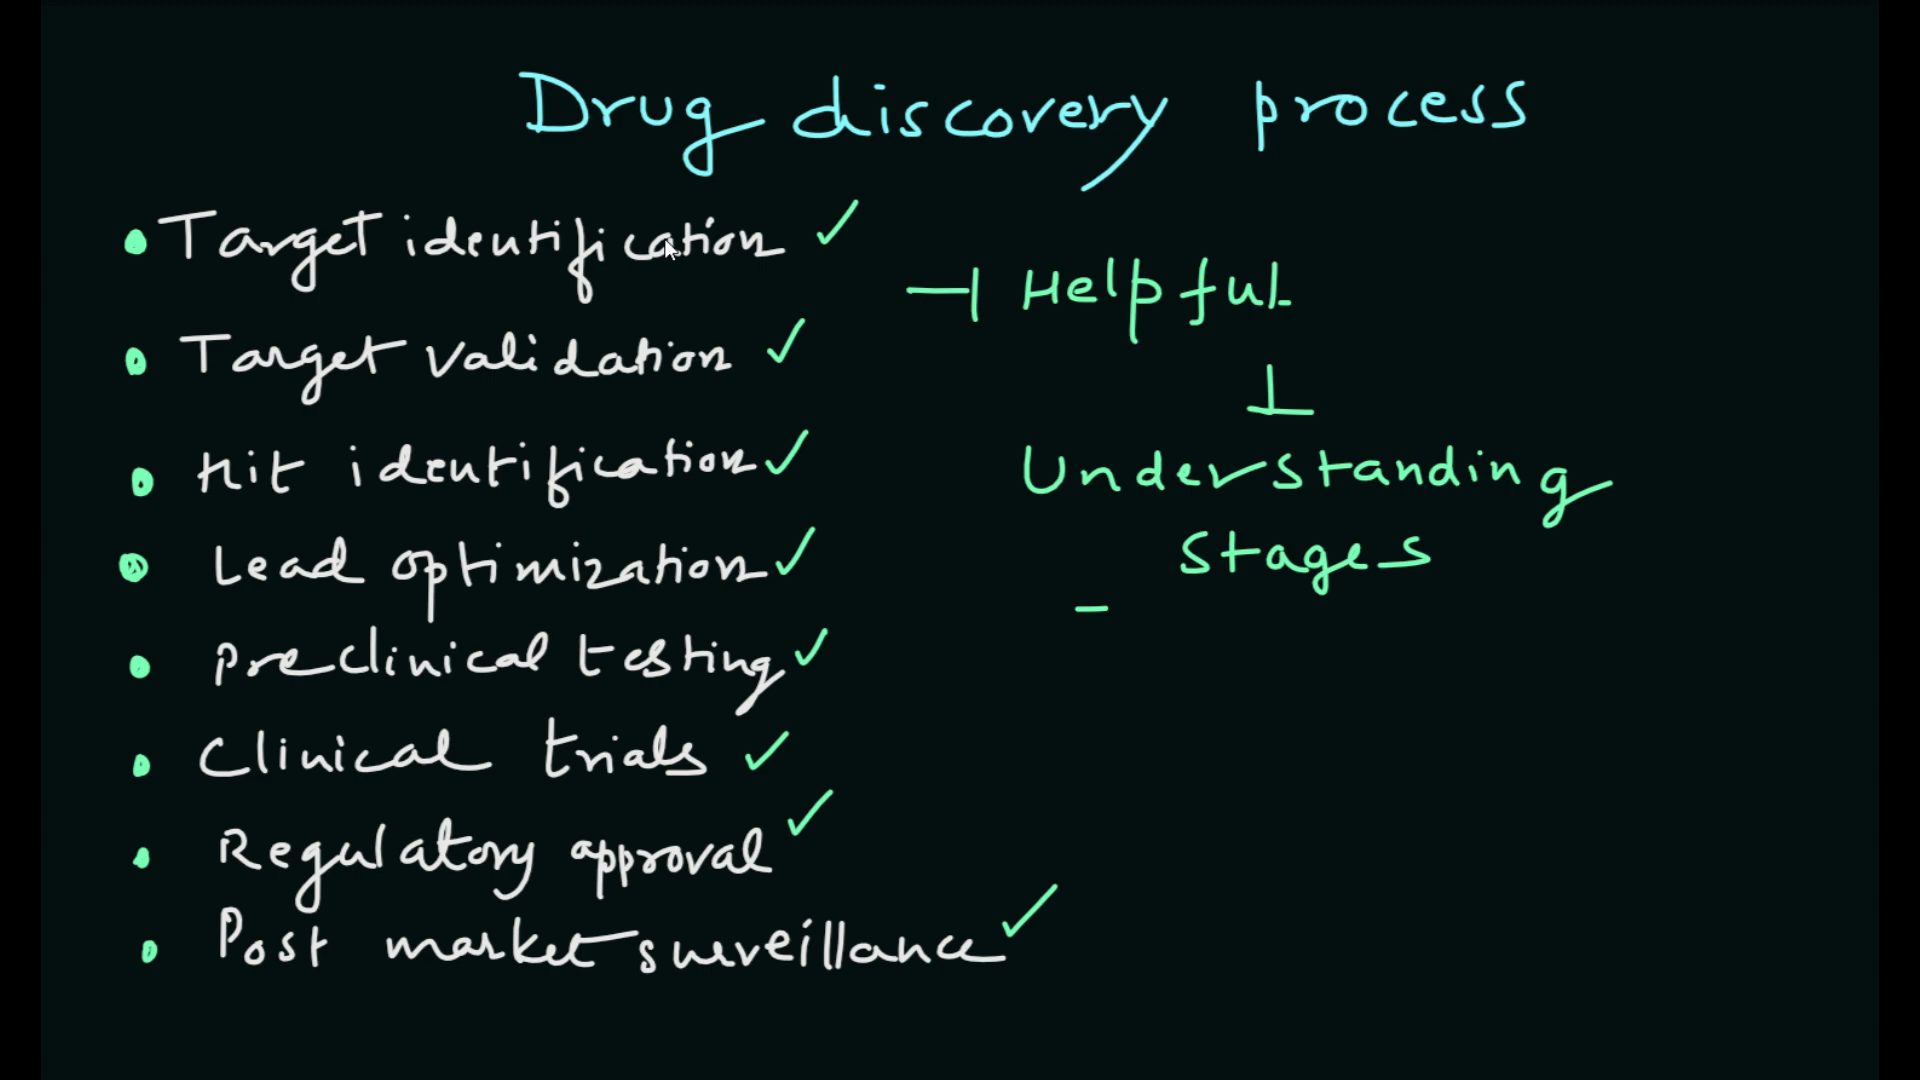 Drug discovery process
• Target identification ✓
• Target validation ✓
• Hit identification ✓
• Lead optimization ✓
• Preclinical testing ✓
• Clinical trials ✓
• Regulatory approval ✓
• Post market surveillance ✓
Helpful
Understanding
Stages
-